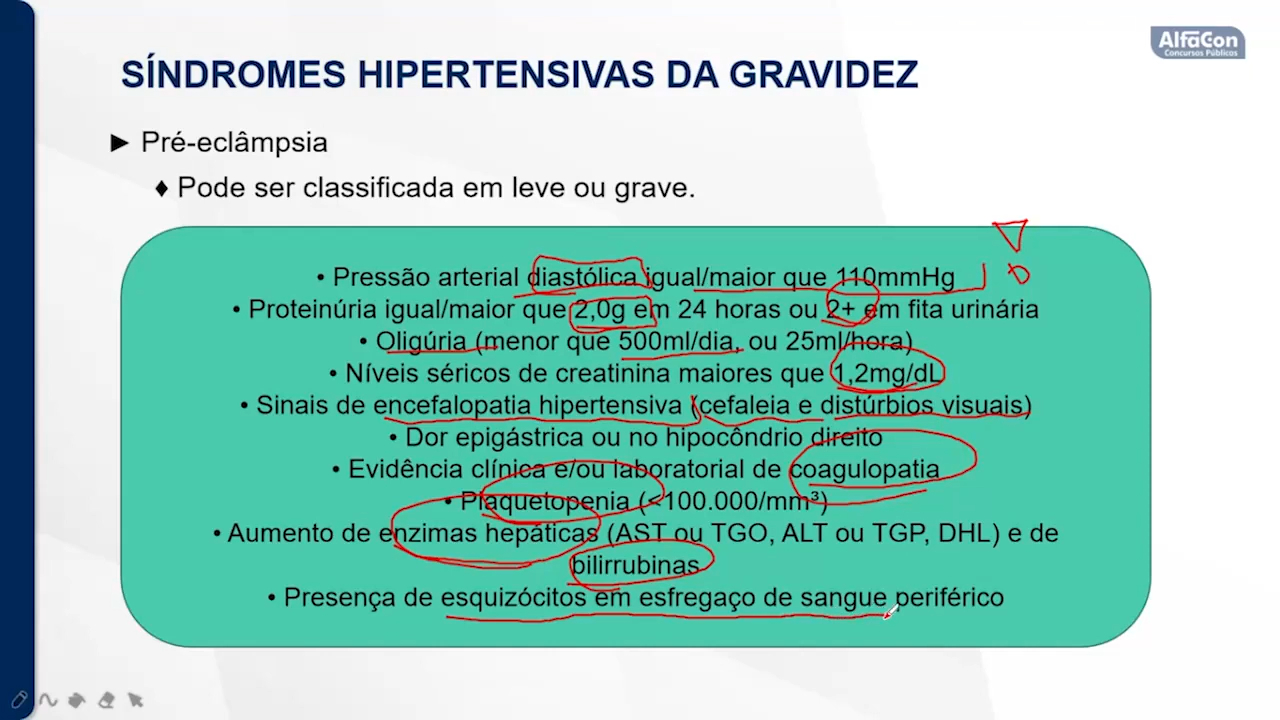 AlfaCon
Concursos Públicos
SÍNDROMES HIPERTENSIVAS DA GRAVIDEZ
► Pré-eclâmpsia
♦ Pode ser classificada em leve ou grave.
• Pressão arterial diastólica igual/maior que 110mmHg
• Proteinúria igual/maior que 2,0g em 24 horas ou 2+ em fita urinária
• Oligúria (menor que 500ml/dia, ou 25ml/hora)
• Níveis séricos de creatinina maiores que 1,2mg/dL
• Sinais de encefalopatia hipertensiva (cefaleia e distúrbios visuais)
• Dor epigástrica ou no hipocôndrio direito
• Evidência clínica e/ou laboratorial de coagulopatia
• Plaquetopenia (<100.000/mm³)
• Aumento de enzimas hepáticas (AST ou TGO, ALT ou TGP, DHL) e de
bilirrubinas
• Presença de esquizócitos em esfregaço de sangue periférico